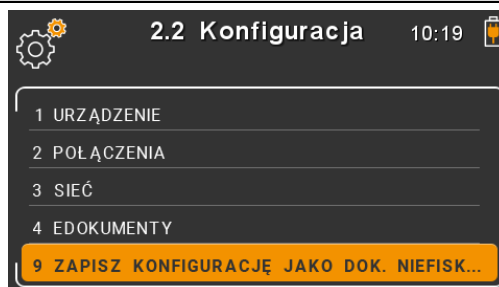 2.2 Konfiguracja 10:19
1 URZĄDZENIE
2 POŁĄCZENIA
3 SIEĆ
4 EDOKUMENTY
9 ZAPISZ KONFIGURACJĘ JAKO DOK. NIEFISK...